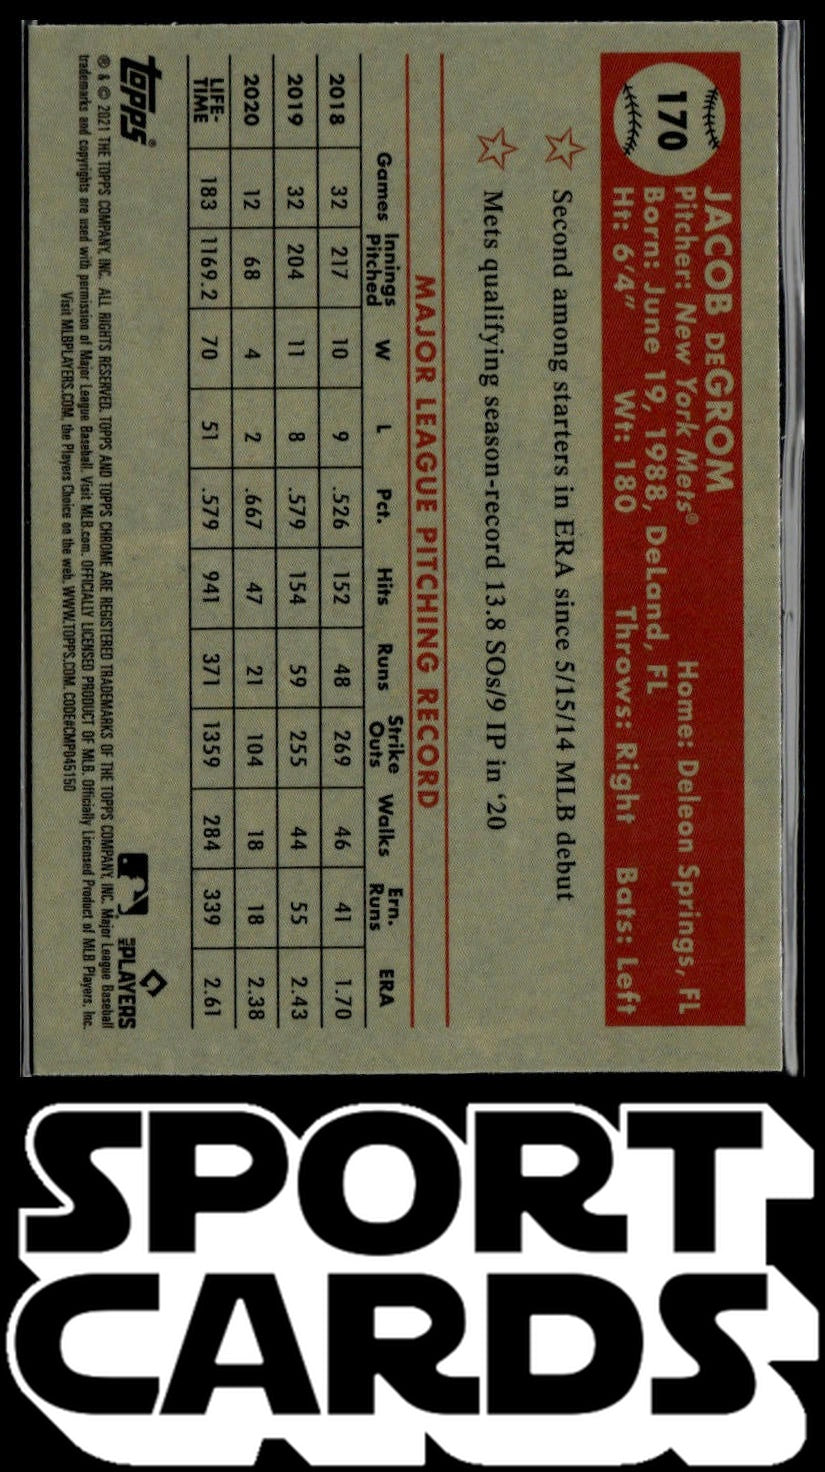 170
JACOB DEGROM
Pitcher: New York Mets® Home: Deleon Springs, FL
Born: June 19, 1988, DeLand, FL
Ht: 6'4" Wt: 180 Throws: Right Bats: Left
Second among starters in ERA since 5/15/14 MLB debut
Mets qualifying season-record 13.8 SOs/9 IP in '20
MAJOR LEAGUE PITCHING RECORD
Games Innings Pitched W L Pct. Hits Runs Strike Outs Walks Ern. Runs ERA
2018 32 217 10 9 .526 152 48 269 46 41 1.70
2019 32 204 11 8 .579 154 59 255 44 55 2.43
2020 12 68 4 2 .667 47 21 104 18 18 2.38
LIFE-TIME 183 1169.2 70 51 .579 941 371 1359 284 339 2.61
topps®
MLB PLAYERS
® & © 2021 THE TOPPS COMPANY, INC. ALL RIGHTS RESERVED. TOPPS AND TOPPS CHROME ARE REGISTERED TRADEMARKS OF THE TOPPS COMPANY, INC. Major League Baseball
trademarks and copyrights are used with permission of Major League Baseball. Visit MLB.com. OFFICIALLY LICENSED PRODUCT OF MLB. Officially Licensed Product of MLB Players, Inc.
Visit MLBPLAYERS.COM, the Players Choice on the web. WWW.TOPPS.COM. CODE#CMP045150
SPORT
CARDS